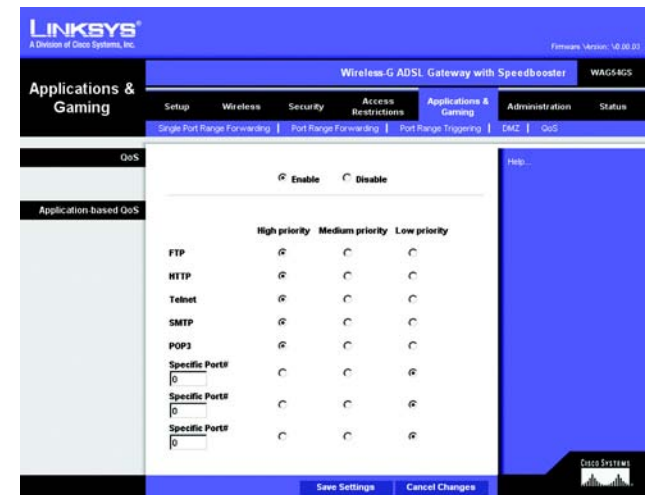 LINKSYS®
A Division of Cisco Systems, Inc.
Firmware Version: V0.00.03
Wireless-G ADSL Gateway with Speedbooster WAG54GS
Applications & Gaming
Setup Wireless Security Access Restrictions Applications & Gaming Administration Status
Single Port Range Forwarding | Port Range Forwarding | Port Range Triggering | DMZ | QoS
QoS
Help...
Enable Disable
Application-based QoS
High priority Medium priority Low priority
FTP
HTTP
Telnet
SMTP
POP3
Specific Port#
0
Specific Port#
0
Specific Port#
0
CISCO SYSTEMS
Save Settings Cancel Changes